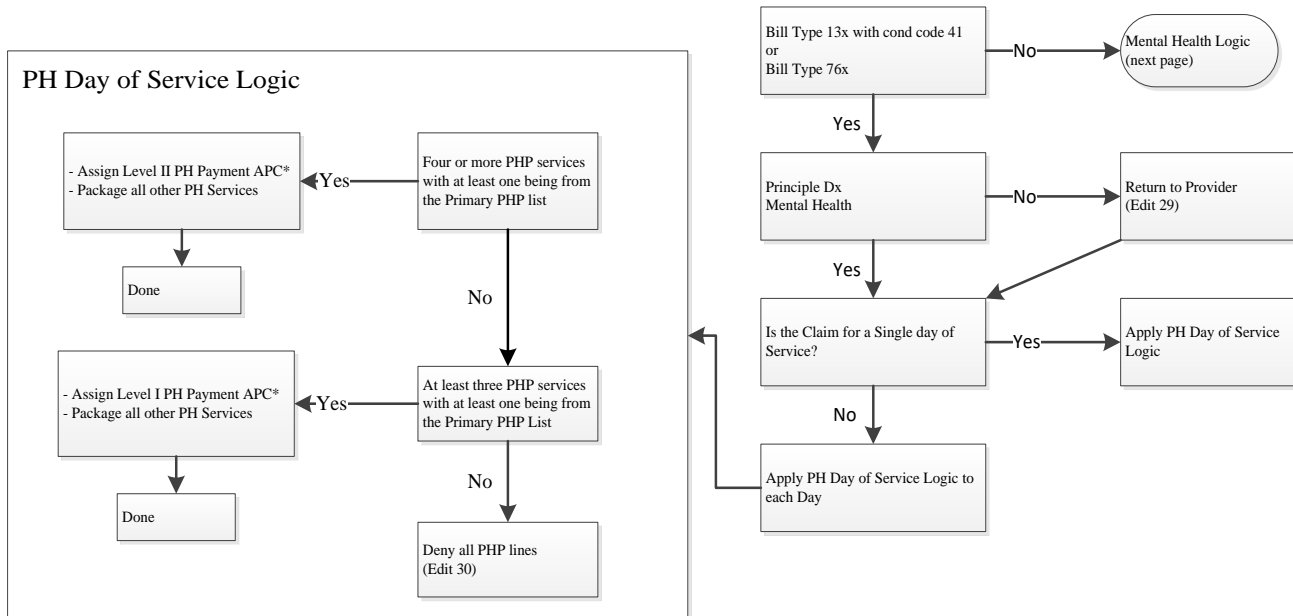 PH Day of Service Logic
- Assign Level II PH Payment APC*
- Package all other PH Services
Yes
Four or more PHP services
with at least one being from
the Primary PHP list
Done
No
- Assign Level I PH Payment APC*
- Package all other PH Services
Yes
At least three PHP services
with at least one being from
the Primary PHP List
Done
No
Deny all PHP lines
(Edit 30)
Bill Type 13x with cond code 41
or
Bill Type 76x
No
Mental Health Logic
(next page)
Yes
Principle Dx
Mental Health
No
Return to Provider
(Edit 29)
Yes
Is the Claim for a Single day of
Service?
Yes
Apply PH Day of Service
Logic
No
Apply PH Day of Service Logic to
each Day